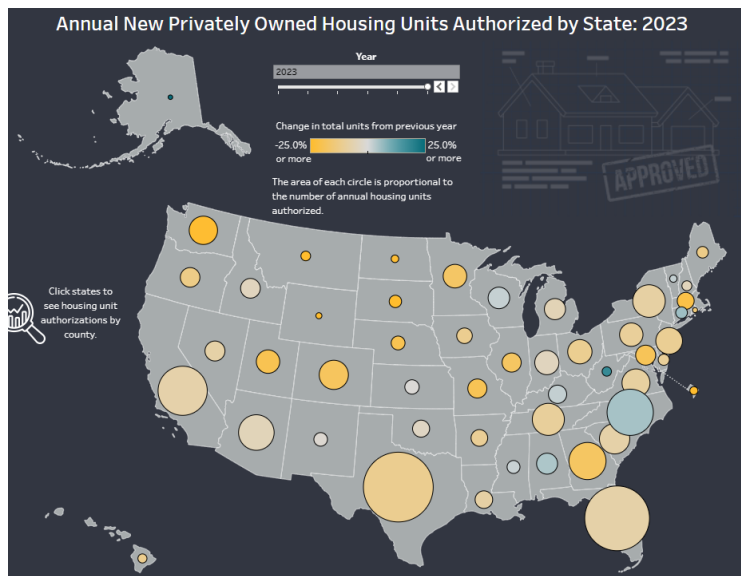 Annual New Privately Owned Housing Units Authorized by State: 2023
Year
2023
Change in total units from previous year
-25.0%
or more
25.0%
or more
The area of each circle is proportional to
the number of annual housing units
authorized.
APPROVED
Click states to
see housing unit
authorizations by
county.